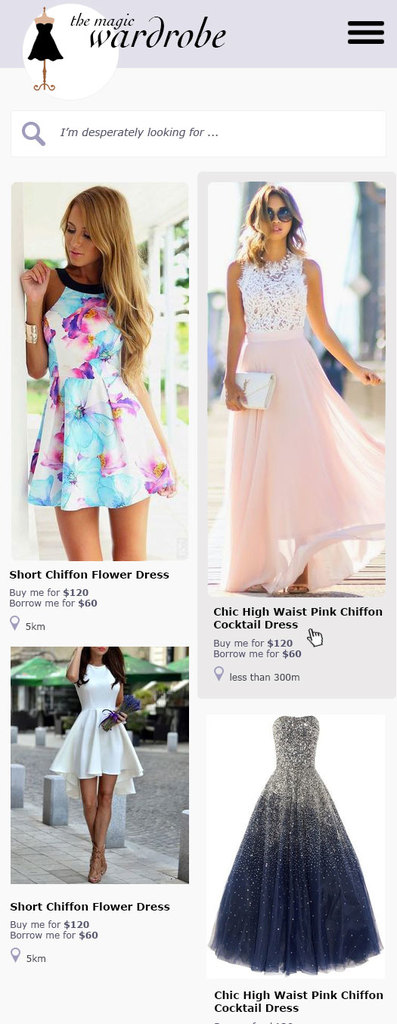 the magic
wardrobe
I'm desperately looking for ...
Short Chiffon Flower Dress
Buy me for $120
Borrow me for $60
5km
Chic High Waist Pink Chiffon
Cocktail Dress
Buy me for $120
Borrow me for $60
less than 300m
Short Chiffon Flower Dress
Buy me for $120
Borrow me for $60
5km
Chic High Waist Pink Chiffon
Cocktail Dress